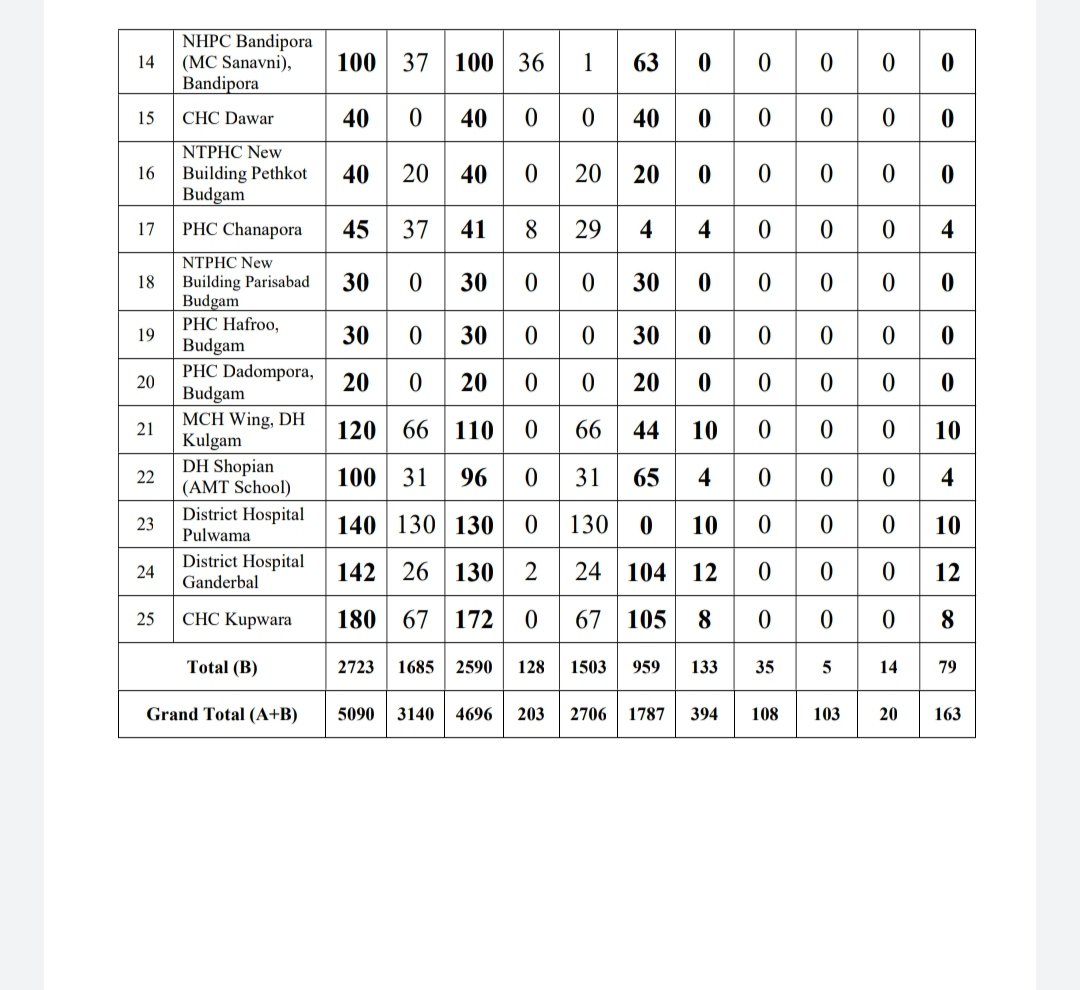 14 NHPC Bandipora (MC Sanavni), Bandipora 100 37 100 36 1 63 0 0 0 0 0
15 CHC Dawar 40 0 40 0 0 40 0 0 0 0 0
16 NTPHC New Building Pethkot Budgam 40 20 40 0 20 20 0 0 0 0 0
17 PHC Chanapora 45 37 41 8 29 4 4 0 0 0 4
18 NTPHC New Building Parisabad Budgam 30 0 30 0 0 30 0 0 0 0 0
19 PHC Hafroo, Budgam 30 0 30 0 0 30 0 0 0 0 0
20 PHC Dadompora, Budgam 20 0 20 0 0 20 0 0 0 0 0
21 MCH Wing, DH Kulgam 120 66 110 0 66 44 10 0 0 0 10
22 DH Shopian (AMT School) 100 31 96 0 31 65 4 0 0 0 4
23 District Hospital Pulwama 140 130 130 0 130 0 10 0 0 0 10
24 District Hospital Ganderbal 142 26 130 2 24 104 12 0 0 0 12
25 CHC Kupwara 180 67 172 0 67 105 8 0 0 0 8
Total (B) 2723 1685 2590 128 1503 959 133 35 5 14 79
Grand Total (A+B) 5090 3140 4696 203 2706 1787 394 108 103 20 163